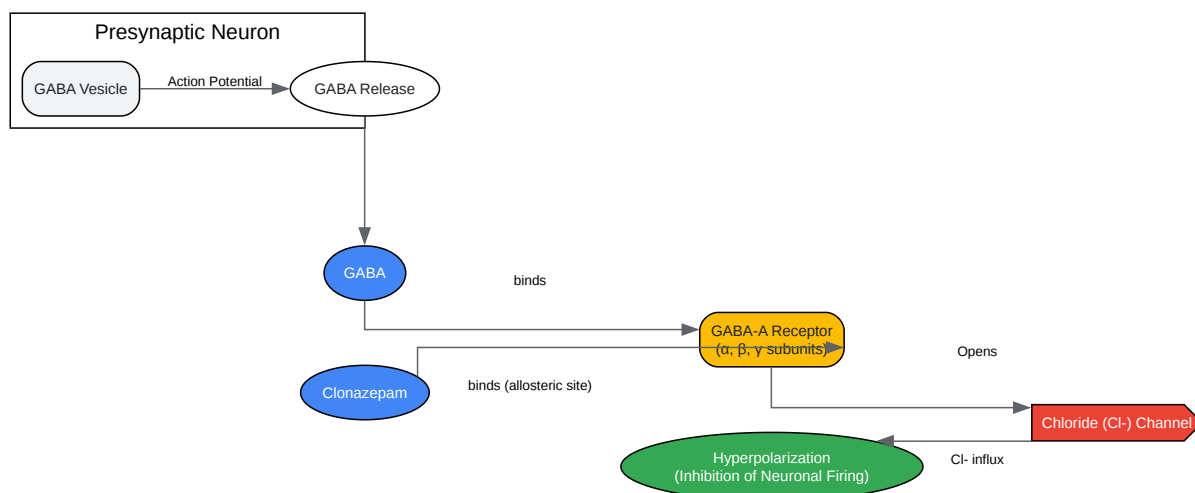 Presynaptic Neuron
GABA Vesicle
Action Potential
GABA Release
GABA
binds
GABA-A Receptor
(α, β, γ subunits)
Opens
Clonazepam
binds (allosteric site)
Chloride (Cl-) Channel
Hyperpolarization
(Inhibition of Neuronal Firing)
Cl- influx